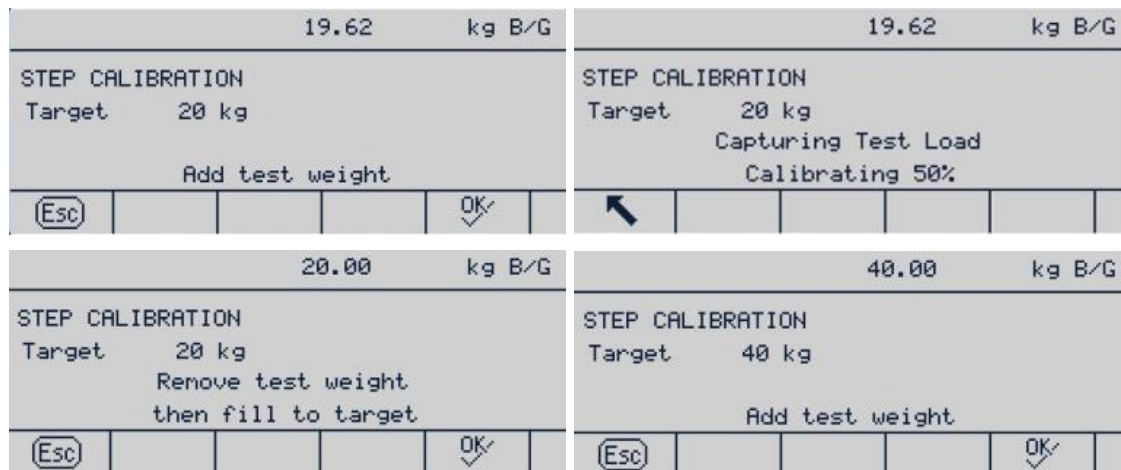 19.62 kg B/G
STEP CALIBRATION
Target 20 kg
Add test weight
Esc OK
19.62 kg B/G
STEP CALIBRATION
Target 20 kg
Capturing Test Load
Calibrating 50%
20.00 kg B/G
STEP CALIBRATION
Target 20 kg
Remove test weight
then fill to target
Esc OK
40.00 kg B/G
STEP CALIBRATION
Target 40 kg
Add test weight
Esc OK